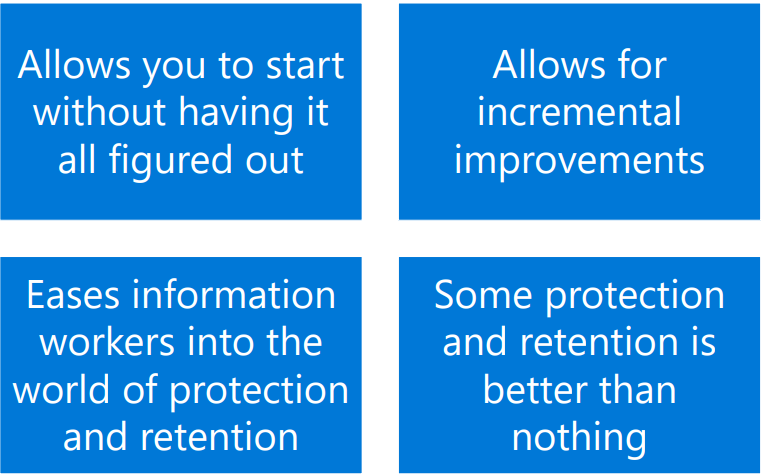 Allows you to start
without having it
all figured out
Allows for
incremental
improvements
Eases information
workers into the
world of protection
and retention
Some protection
and retention is
better than
nothing